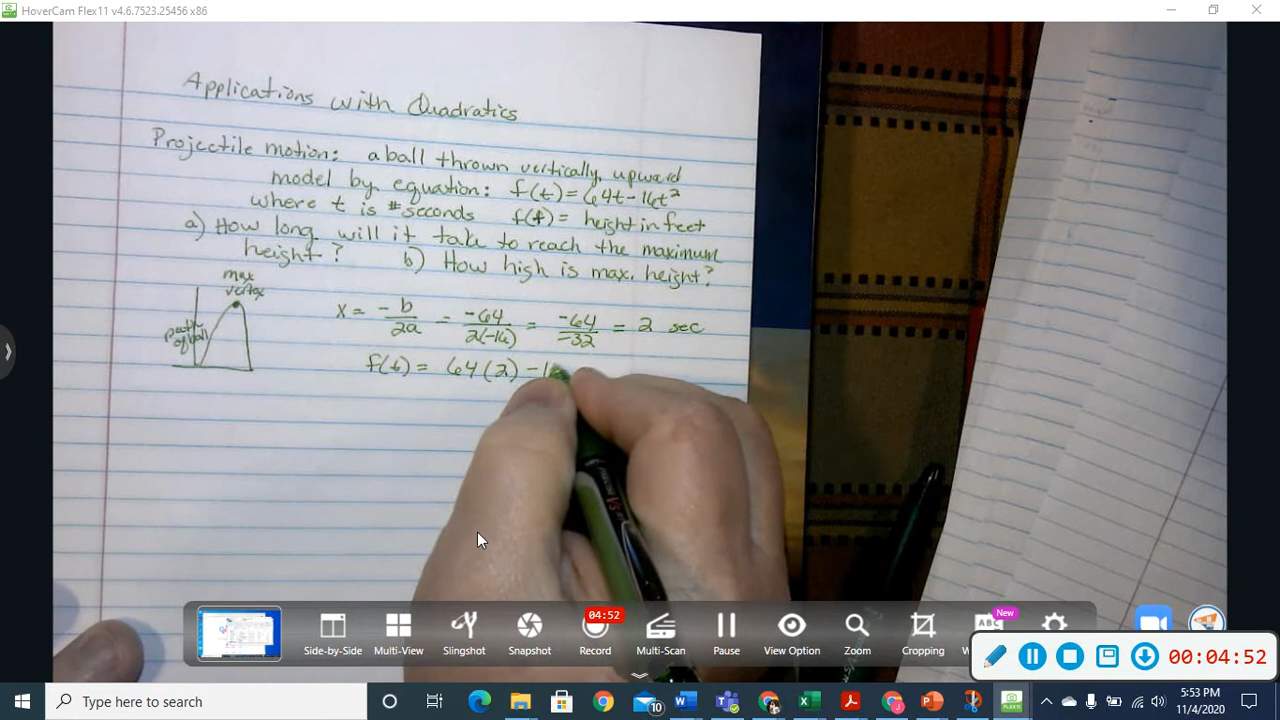 HoverCam Flex11 v4.6.7523.25456 x86
Applications with Quadratics
Projectile motion: a ball thrown vertically upward
model by equation: f(t) = 64t - 16t²
where t is # seconds f(t) = height in feet
a) How long will it take to reach the maximum
height? b) How high is max. height?
max
vertex
path
of ball
x = -b/2a = -64/2(-16) = -64/-32 = 2 sec
f(t) = 64(2) - 16
04:52
New
ABC
Side-by-Side Multi-View Slingshot Snapshot Record Multi-Scan Pause View Option Zoom Cropping
00:04:52
Type here to search
10
FLEX11
5:53 PM
11/4/2020